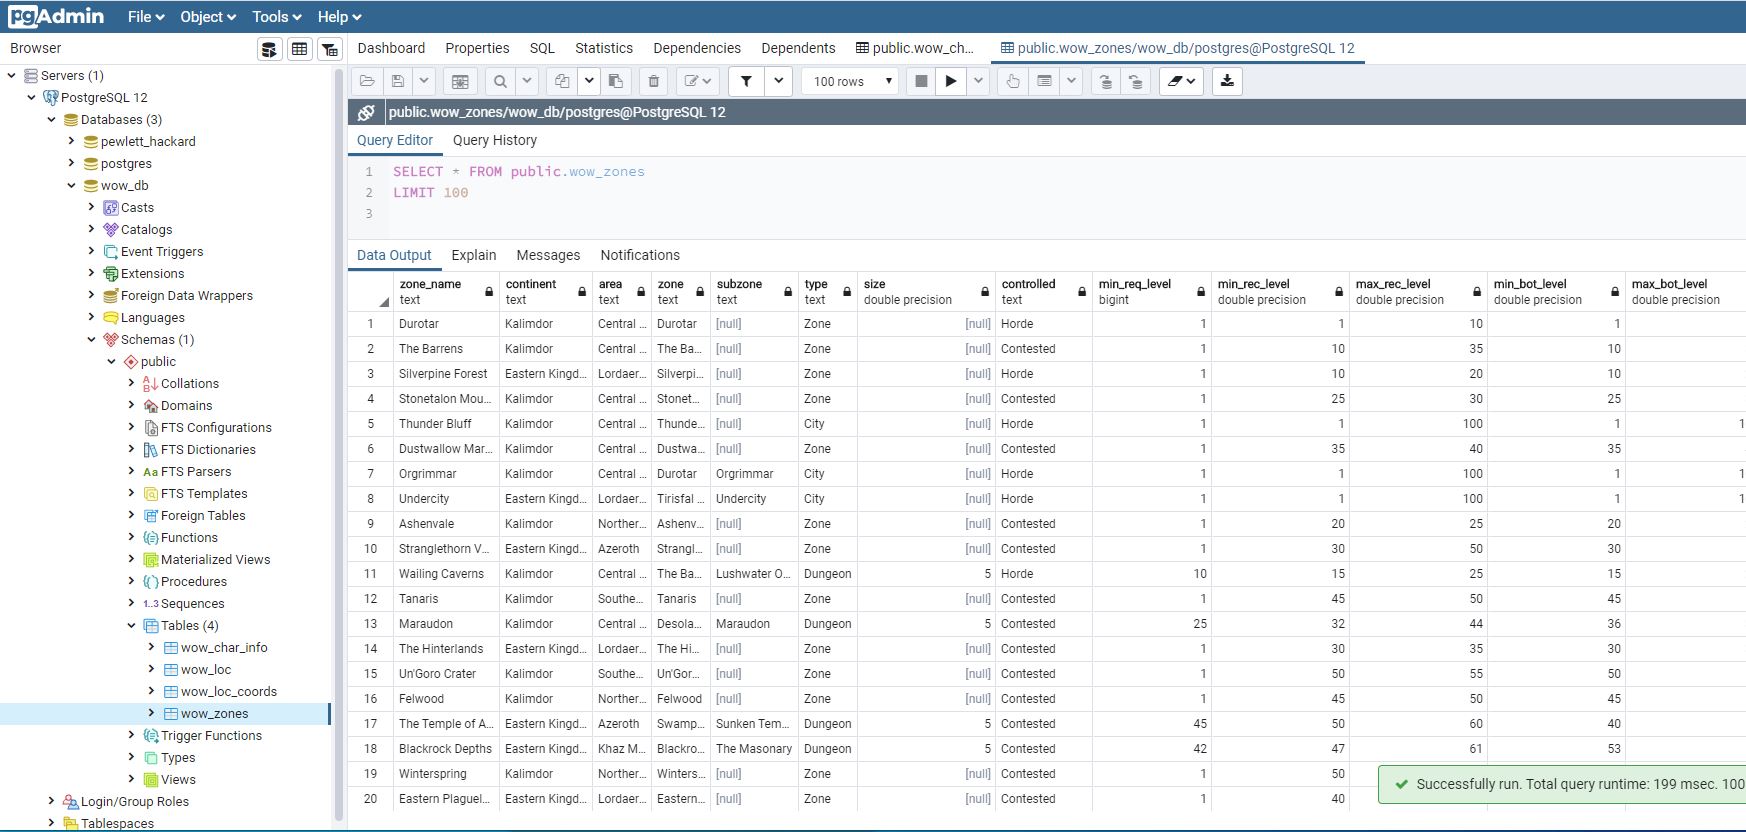 pgAdmin File Object Tools Help
Browser
Dashboard Properties SQL Statistics Dependencies Dependents public.wow_ch... public.wow_zones/wow_db/postgres@PostgreSQL 12
100 rows
public.wow_zones/wow_db/postgres@PostgreSQL 12
Query Editor Query History
1 SELECT * FROM public.wow_zones
2 LIMIT 100
3
Servers (1)
PostgreSQL 12
Databases (3)
pewlett_hackard
postgres
wow_db
Casts
Catalogs
Event Triggers
Extensions
Foreign Data Wrappers
Languages
Schemas (1)
public
Collations
Domains
FTS Configurations
FTS Dictionaries
Aa FTS Parsers
FTS Templates
Foreign Tables
Functions
Materialized Views
Procedures
1..3 Sequences
Tables (4)
wow_char_info
wow_loc
wow_loc_coords
wow_zones
Trigger Functions
Types
Views
Login/Group Roles
Tablespaces
Data Output Explain Messages Notifications
zone_name continent area zone subzone type size controlled min_req_level min_rec_level max_rec_level min_bot_level max_bot_level
text text text text text text double precision text bigint double precision double precision double precision double precision
1 Durotar Kalimdor Central ... Durotar [null] Zone [null] Horde 1 1 10 1
2 The Barrens Kalimdor Central ... The Ba... [null] Zone [null] Contested 1 10 35 10
3 Silverpine Forest Eastern Kingd... Lordaer... Silverpi... [null] Zone [null] Horde 1 10 20 10
4 Stonetalon Mou... Kalimdor Central ... Stonet... [null] Zone [null] Contested 1 25 30 25
5 Thunder Bluff Kalimdor Central ... Thunde... [null] City [null] Horde 1 1 100 1 1
6 Dustwallow Mar... Kalimdor Central ... Dustwa... [null] Zone [null] Contested 1 35 40 35
7 Orgrimmar Kalimdor Central ... Durotar Orgrimmar City [null] Horde 1 1 100 1 1
8 Undercity Eastern Kingd... Lordaer... Tirisfal ... Undercity City [null] Horde 1 1 100 1 1
9 Ashenvale Kalimdor Norther... Ashenv... [null] Zone [null] Contested 1 20 25 20
10 Stranglethorn V... Eastern Kingd... Azeroth Strangl... [null] Zone [null] Contested 1 30 50 30
11 Wailing Caverns Kalimdor Central ... The Ba... Lushwater O... Dungeon 5 Horde 10 15 25 15
12 Tanaris Kalimdor Southe... Tanaris [null] Zone [null] Contested 1 45 50 45
13 Maraudon Kalimdor Central ... Desola... Maraudon Dungeon 5 Contested 25 32 44 36
14 The Hinterlands Eastern Kingd... Lordaer... The Hi... [null] Zone [null] Contested 1 30 35 30
15 Un'Goro Crater Kalimdor Southe... Un'Gor... [null] Zone [null] Contested 1 50 55 50
16 Felwood Kalimdor Norther... Felwood [null] Zone [null] Contested 1 45 50 45
17 The Temple of A... Eastern Kingd... Azeroth Swamp... Sunken Tem... Dungeon 5 Contested 45 50 60 40
18 Blackrock Depths Eastern Kingd... Khaz M... Blackro... The Masonary Dungeon 5 Contested 42 47 61 53
19 Winterspring Kalimdor Norther... Winters... [null] Zone [null] Contested 1 50
20 Eastern Plaguel... Eastern Kingd... Lordaer... Eastern... [null] Zone [null] Contested 1 40
Successfully run. Total query runtime: 199 msec. 100